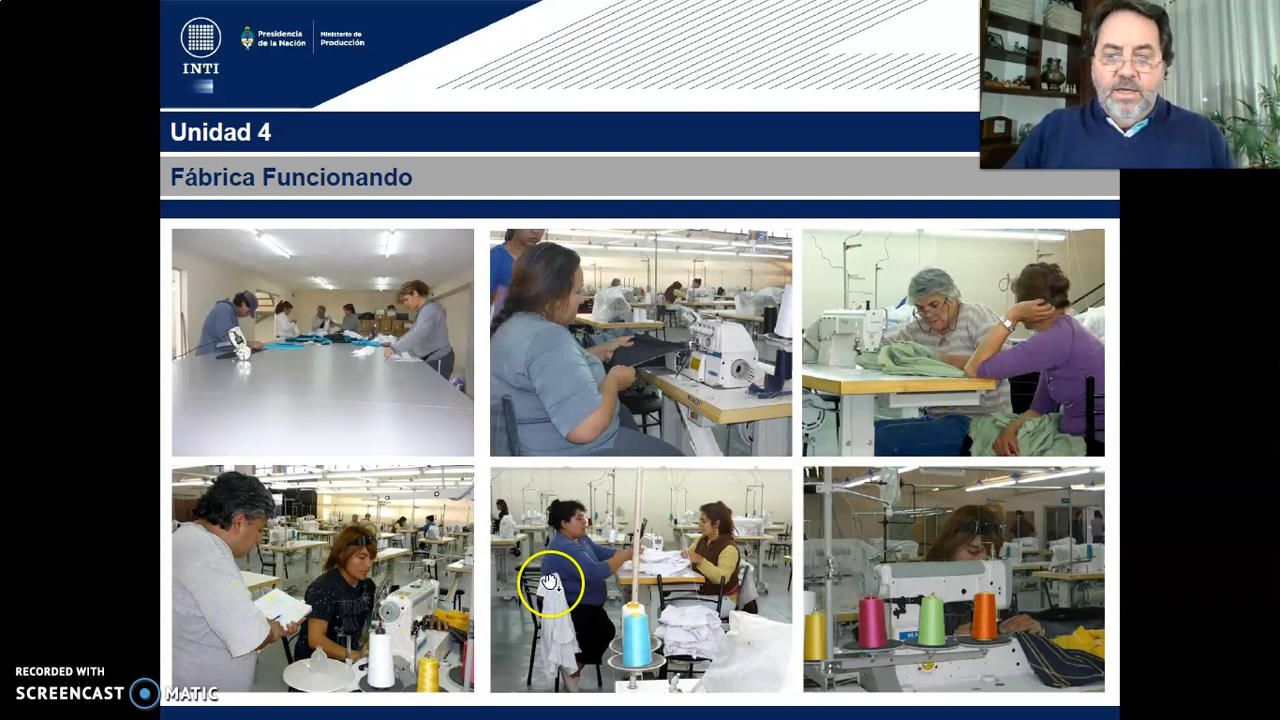 INTI
Presidencia
de la Nación
Ministerio de
Producción
Unidad 4
Fábrica Funcionando
RECORDED WITH
SCREENCAST MATIC